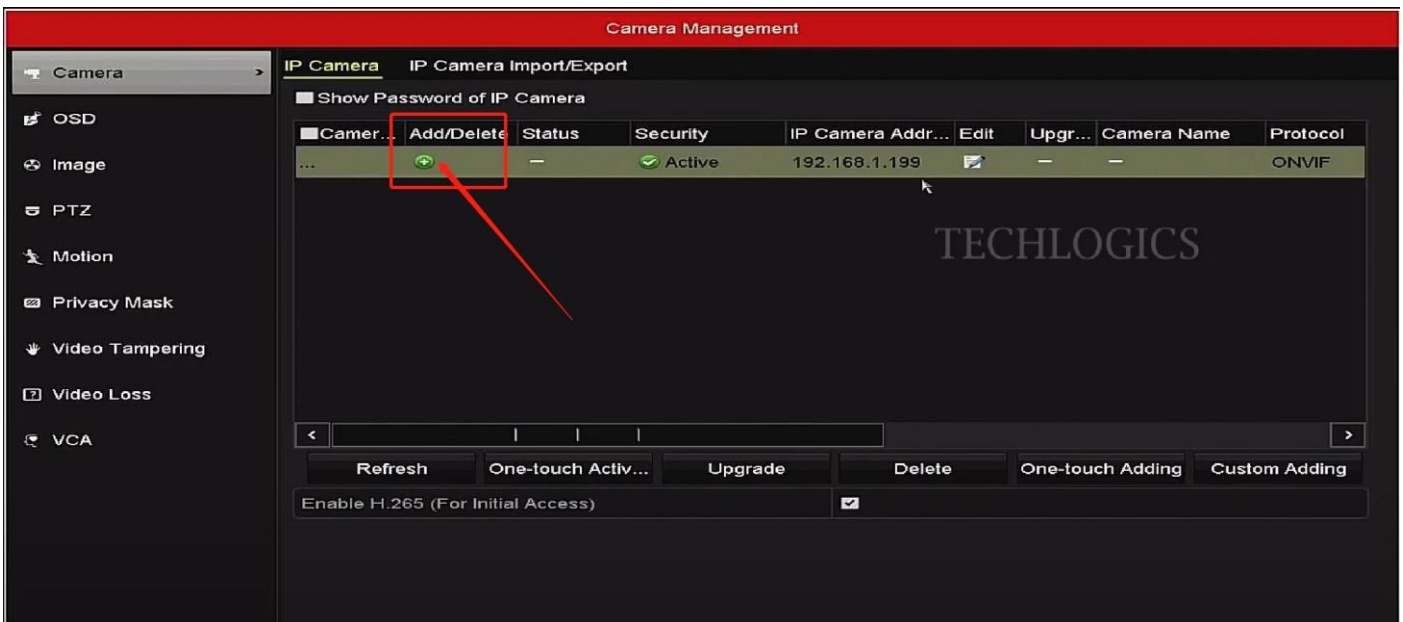 Camera Management
Camera
OSD
Image
PTZ
Motion
Privacy Mask
Video Tampering
Video Loss
VCA
IP Camera IP Camera Import/Export
Show Password of IP Camera
Camer... Add/Delete Status Security IP Camera Addr... Edit Upgr... Camera Name Protocol
... — Active 192.168.1.199 — — ONVIF
TECHLOGICS
Refresh One-touch Activ... Upgrade Delete One-touch Adding Custom Adding
Enable H.265 (For Initial Access)